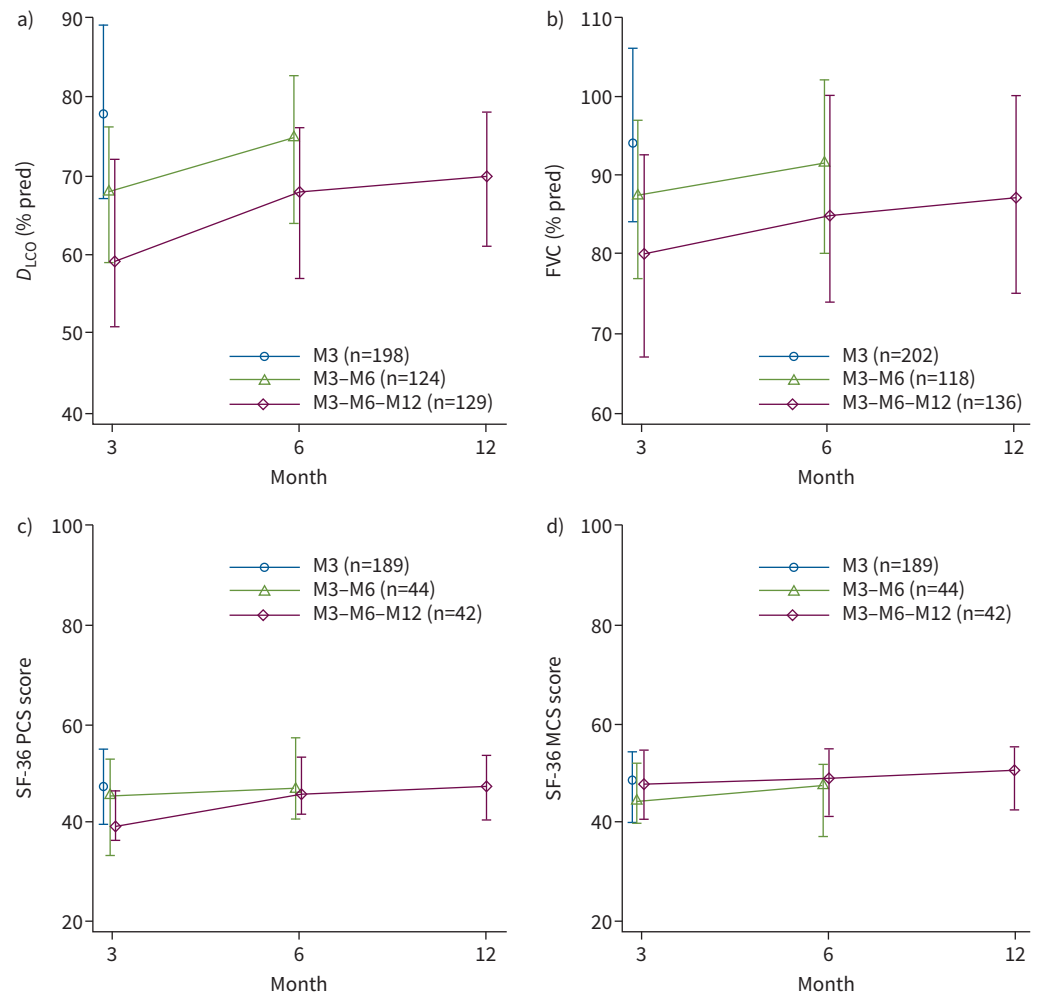 a)
90
80
70
60
50
40
D_LCO (% pred)
M3 (n=198)
M3–M6 (n=124)
M3–M6–M12 (n=129)
3 6 12
Month
b)
110
100
90
80
70
60
FVC (% pred)
M3 (n=202)
M3–M6 (n=118)
M3–M6–M12 (n=136)
3 6 12
Month
c)
100
80
60
40
20
SF-36 PCS score
M3 (n=189)
M3–M6 (n=44)
M3–M6–M12 (n=42)
3 6 12
Month
d)
100
80
60
40
20
SF-36 MCS score
M3 (n=189)
M3–M6 (n=44)
M3–M6–M12 (n=42)
3 6 12
Month